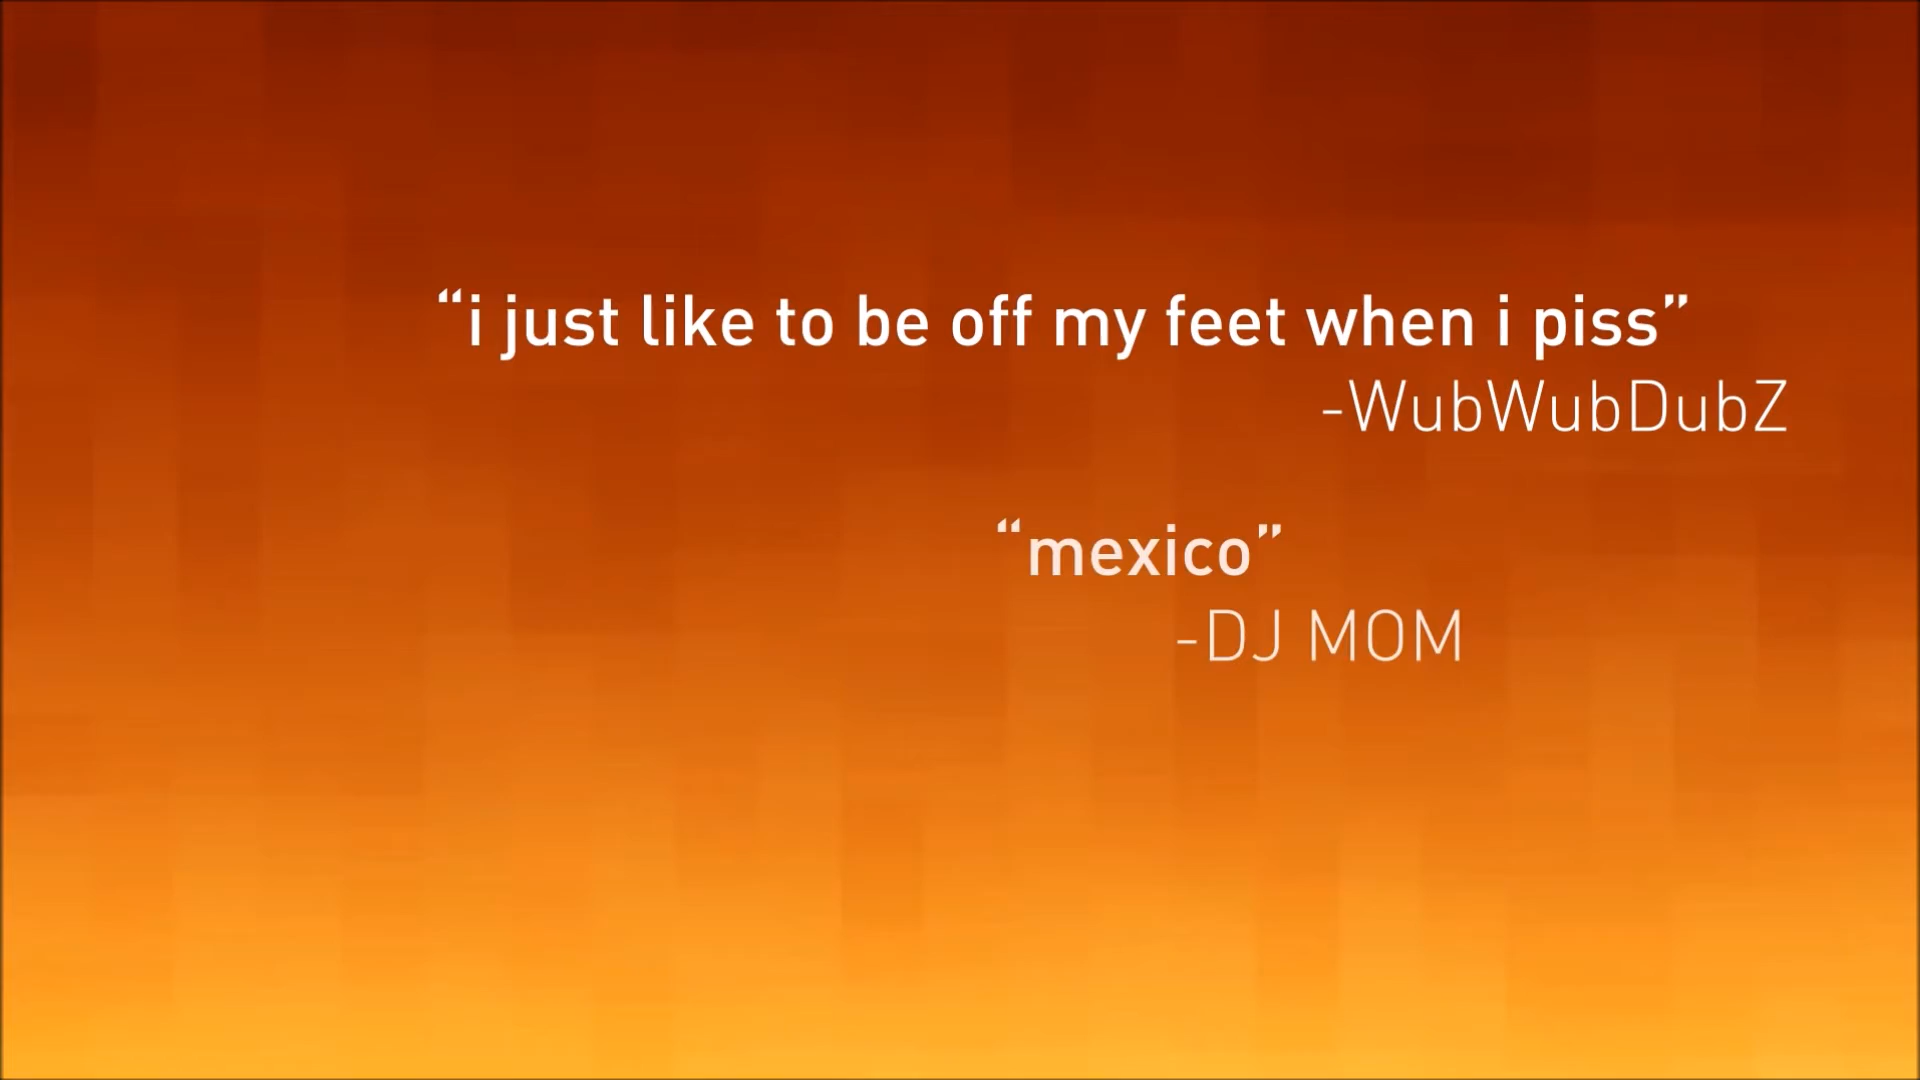 “i just like to be off my feet when i piss”
-WubWubDubZ
“mexico”
-DJ MOM